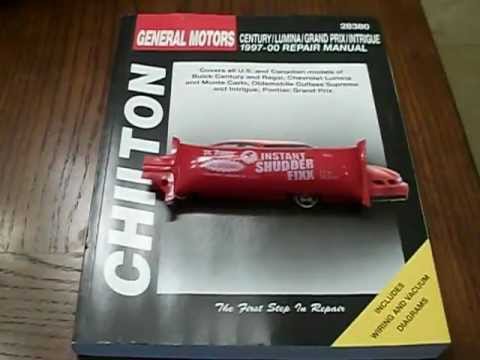 28380
GENERAL MOTORS
CENTURY/LUMINA/GRAND PRIX/INTRIGUE
1997-00 REPAIR MANUAL
CHILTON
Covers all U.S. and Canadian models of
Buick Century and Regal, Chevrolet Lumina
and Monte Carlo, Oldsmobile Cutlass Supreme
and Intrigue, Pontiac Grand Prix
INSTANT
SHUDDER
FIXX
The First Step In Repair
INCLUDES
WIRING AND VACUUM
DIAGRAMS